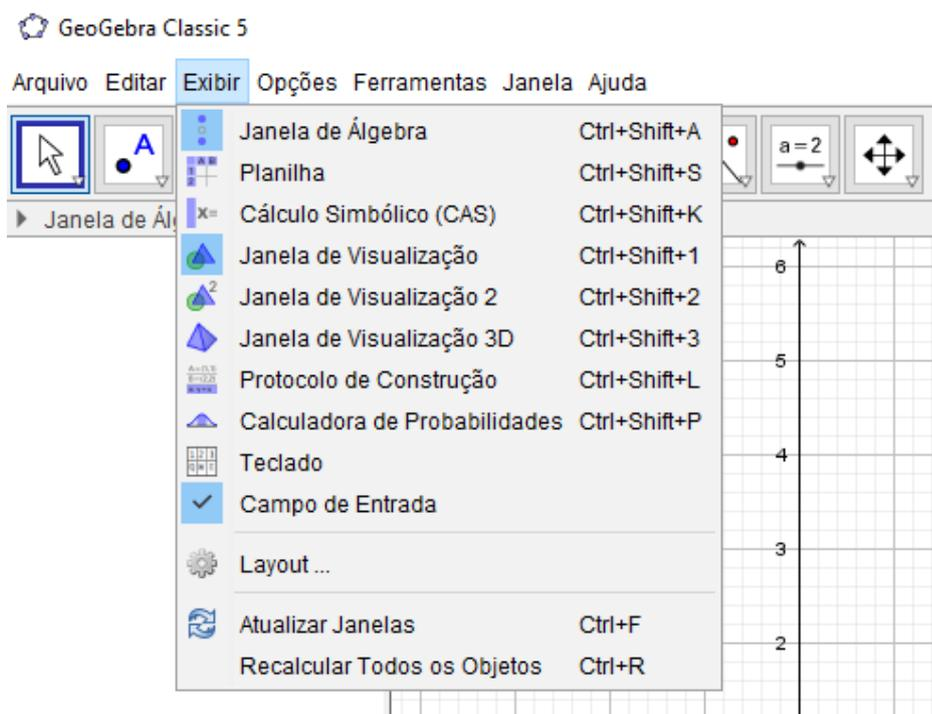 GeoGebra Classic 5
Arquivo Editar Exibir Opções Ferramentas Janela Ajuda
A
a = 2
Janela de Ál
Janela de Álgebra Ctrl+Shift+A
Planilha Ctrl+Shift+S
Cálculo Simbólico (CAS) Ctrl+Shift+K
Janela de Visualização Ctrl+Shift+1
Janela de Visualização 2 Ctrl+Shift+2
Janela de Visualização 3D Ctrl+Shift+3
Protocolo de Construção Ctrl+Shift+L
Calculadora de Probabilidades Ctrl+Shift+P
Teclado
Campo de Entrada
Layout ...
Atualizar Janelas Ctrl+F
Recalcular Todos os Objetos Ctrl+R
6
5
4
3
2